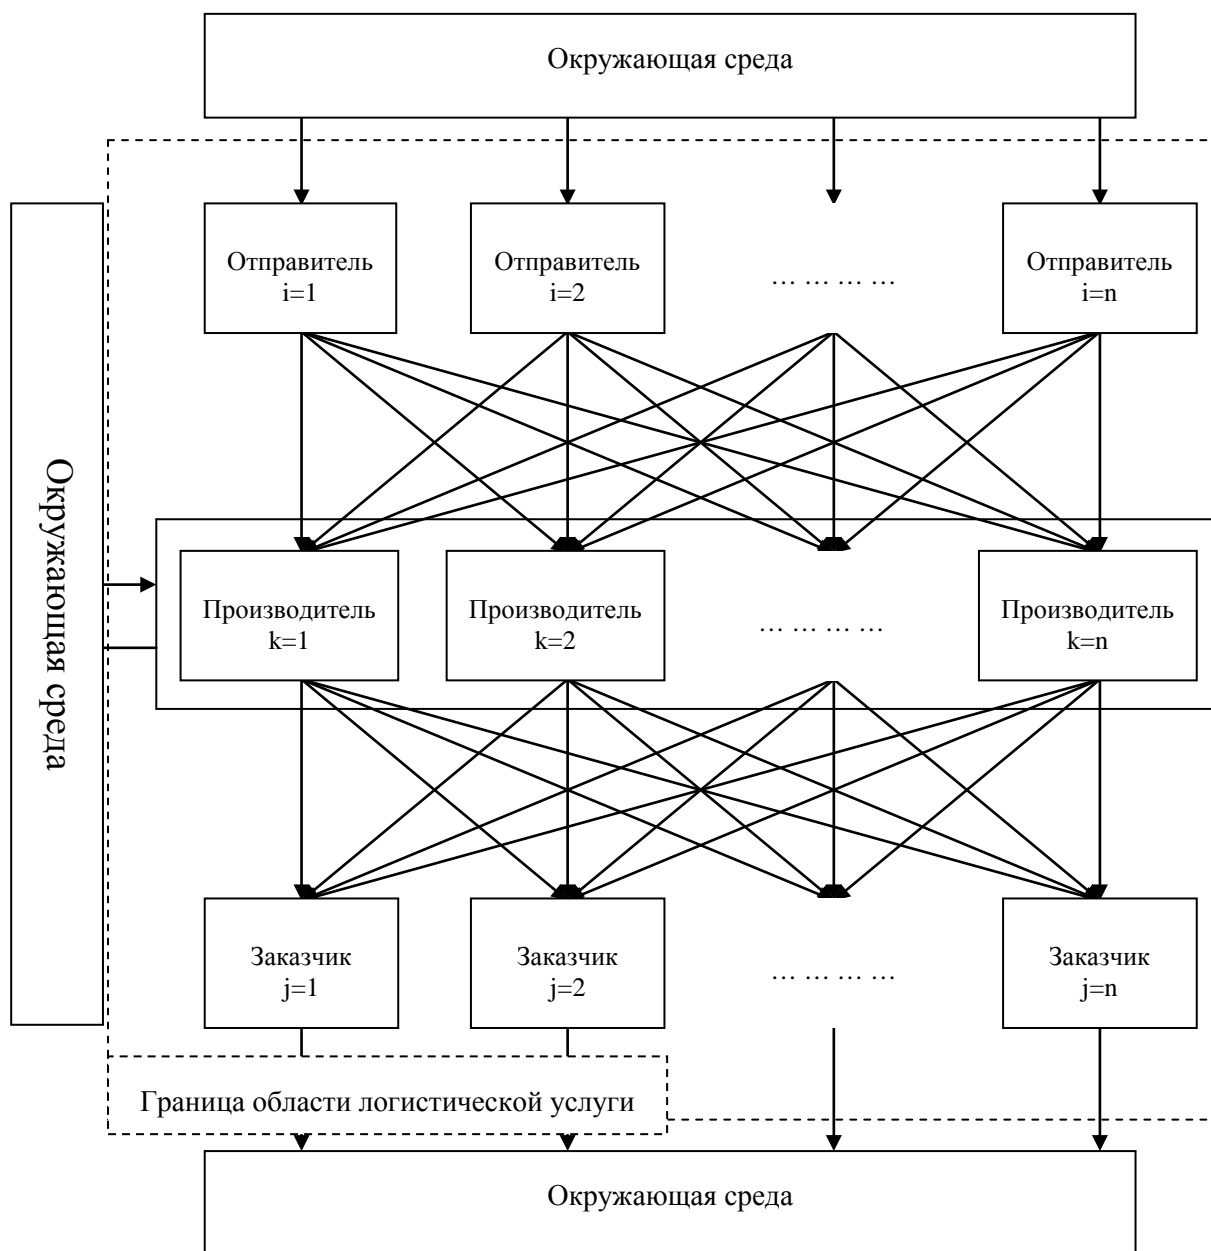 Окружающая среда
Отправитель
i=1
Отправитель
i=2
… … … …
Отправитель
i=n
Окружающая среда
Производитель
k=1
Производитель
k=2
… … … …
Производитель
k=n
Заказчик
j=1
Заказчик
j=2
… … … …
Заказчик
j=n
Граница области логистической услуги
Окружающая среда